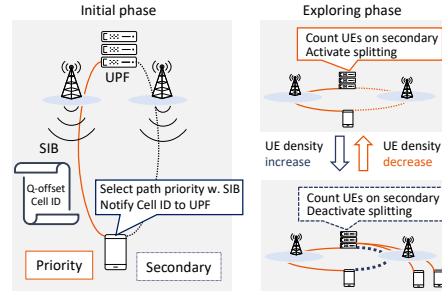 Initial phase
UPF
SIB
Q-offset
Cell ID
Select path priority w. SIB
Notify Cell ID to UPF
Priority
Secondary
Exploring phase
Count UEs on secondary
Activate splitting
UE density
increase
UE density
decrease
Count UEs on secondary
Deactivate splitting